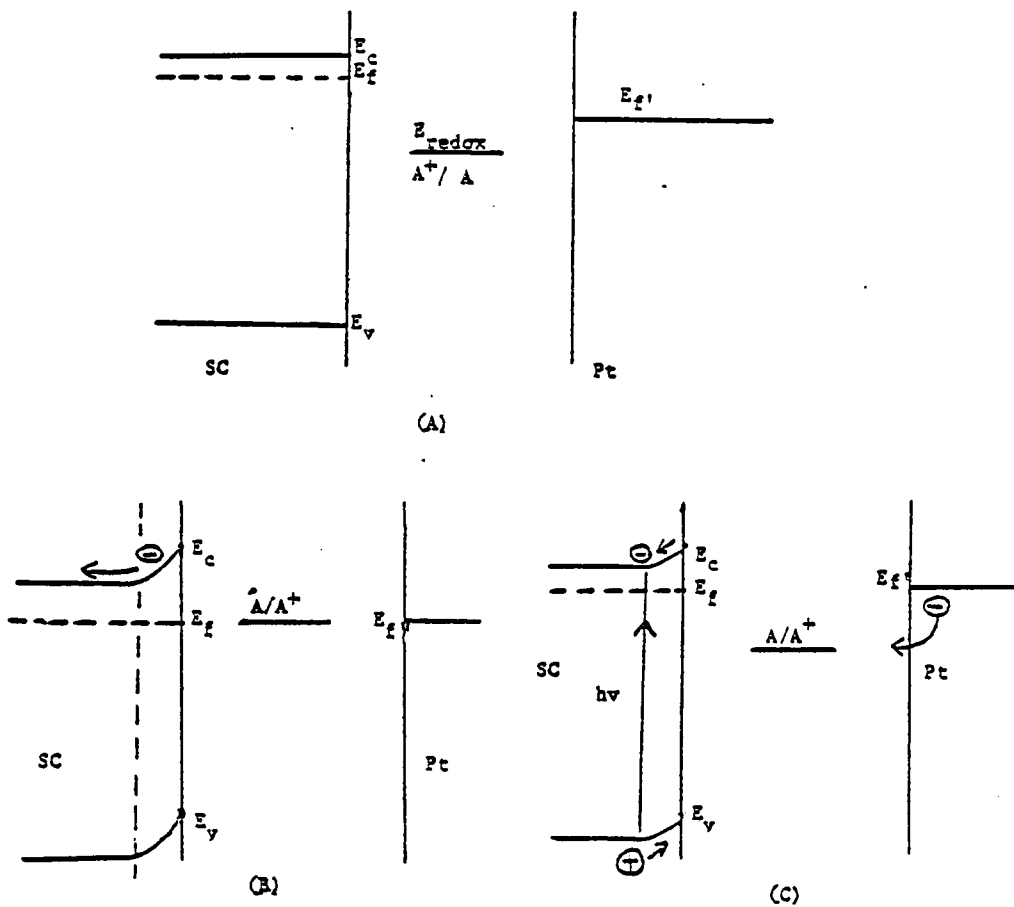 E_c
E_f
E_f'
E_redox
A⁺/ A
E_v
SC
Pt
(A)
E_c
A/A⁺
E_f
E_f
SC
Pt
E_v
(B)
E_c
E_f
E_f'
A/A⁺
SC
Pt
hv
E_v
(C)